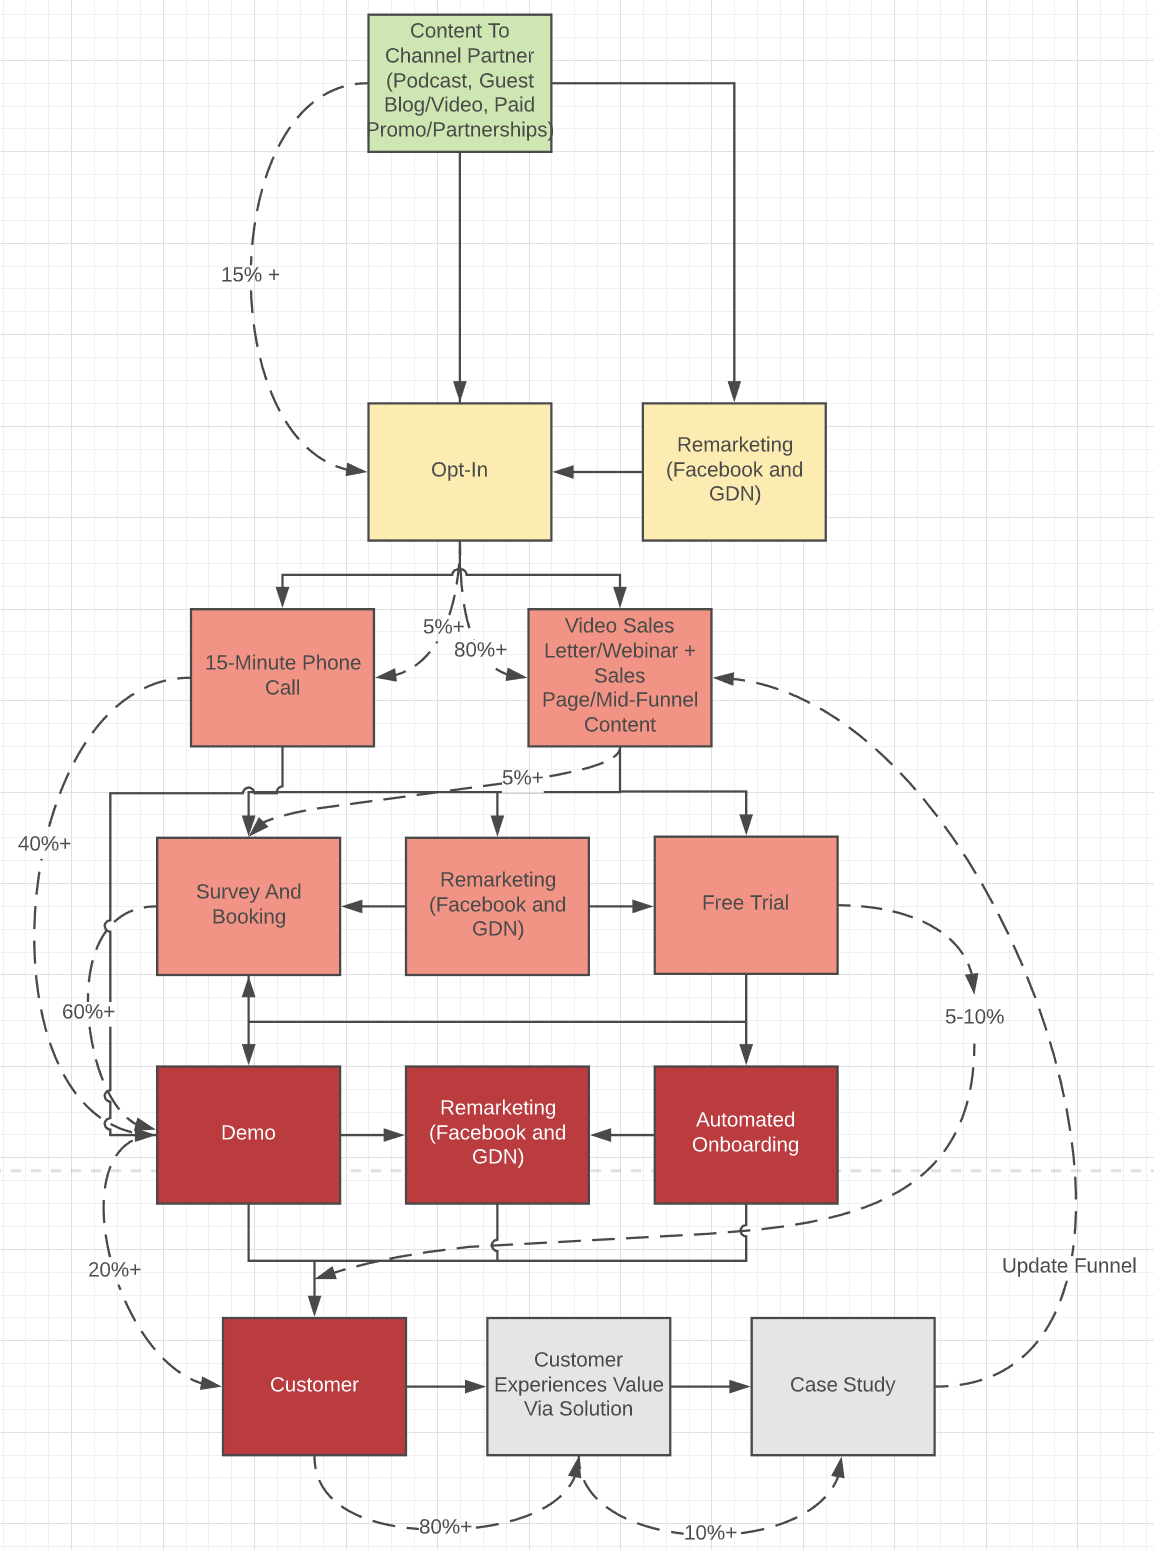 Content To
Channel Partner
(Podcast, Guest
Blog/Video, Paid
Promo/Partnerships)
15% +
Opt-In
Remarketing
(Facebook and
GDN)
5%+
80%+
15-Minute Phone
Call
Video Sales
Letter/Webinar +
Sales
Page/Mid-Funnel
Content
5%+
40%+
Survey And
Booking
Remarketing
(Facebook and
GDN)
Free Trial
60%+
5-10%
Demo
Remarketing
(Facebook and
GDN)
Automated
Onboarding
20%+
Update Funnel
Customer
Customer
Experiences Value
Via Solution
Case Study
80%+
10%+